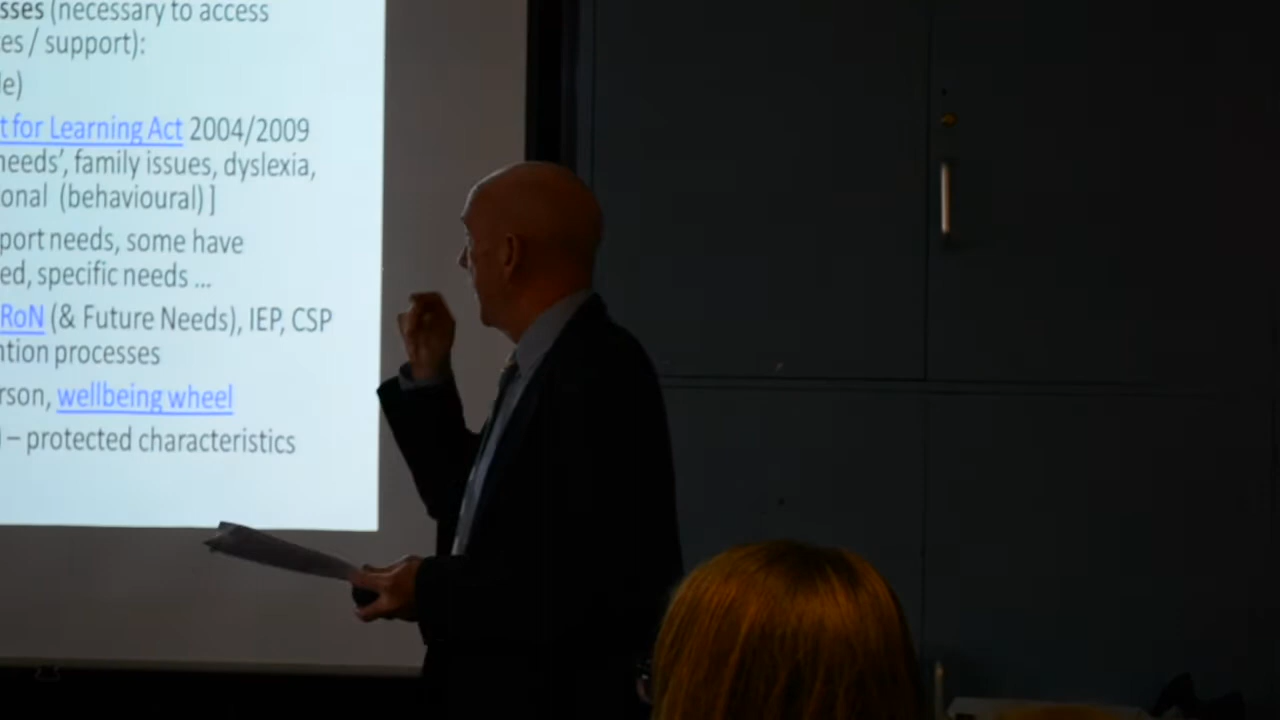 sses (necessary to access
es / support):
le)
t for Learning Act 2004/2009
needs’, family issues, dyslexia,
onal (behavioural) ]
port needs, some have
ed, specific needs ...
RoN (& Future Needs), IEP, CSP
ntion processes
rson, wellbeing wheel
) – protected characteristics